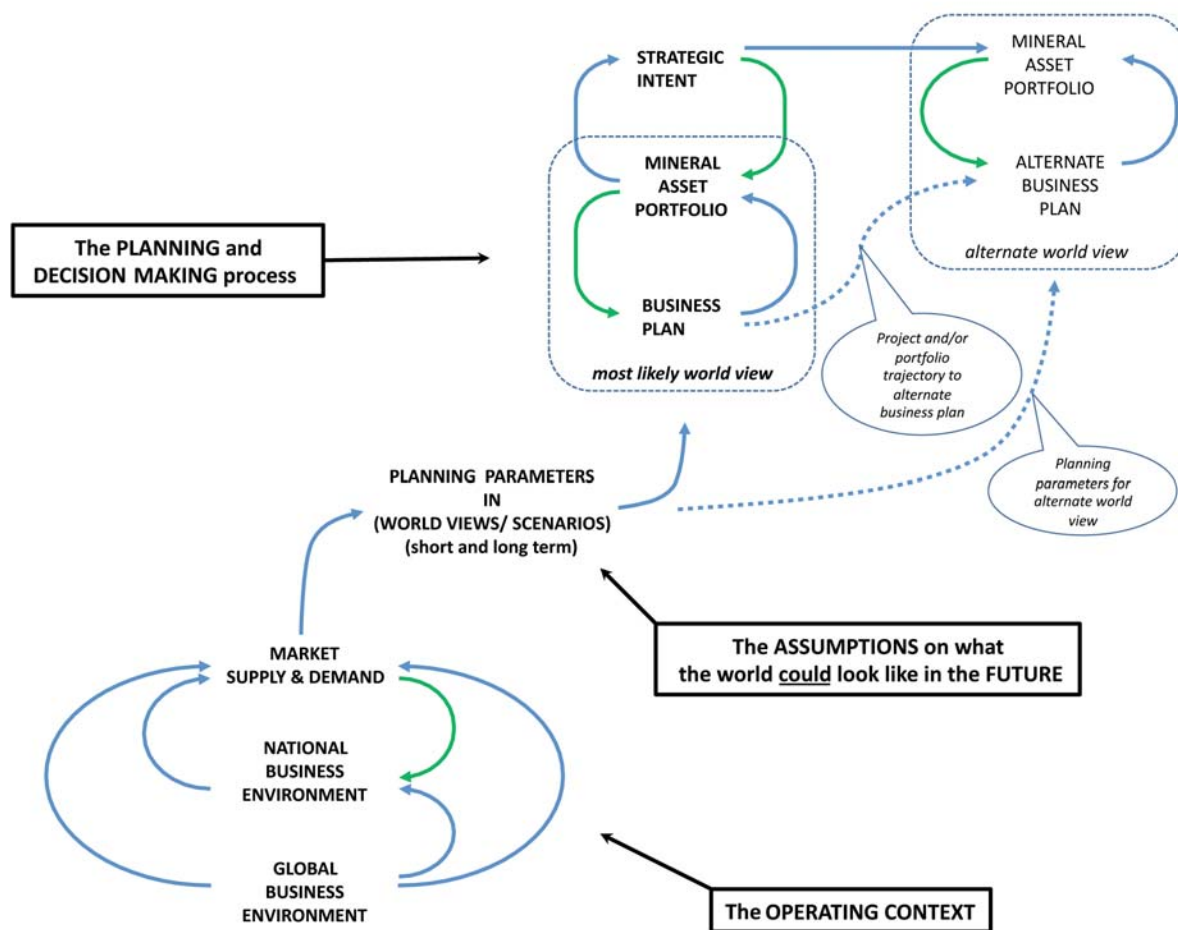 STRATEGIC
INTENT
MINERAL
ASSET
PORTFOLIO
MINERAL
ASSET
PORTFOLIO
ALTERNATE
BUSINESS
PLAN
alternate world view
The PLANNING and
DECISION MAKING process
BUSINESS
PLAN
most likely world view
Project and/or
portfolio
trajectory to
alternate
business plan
Planning
parameters for
alternate world
view
PLANNING PARAMETERS
IN
(WORLD VIEWS/ SCENARIOS)
(short and long term)
The ASSUMPTIONS on what
the world could look like in the FUTURE
MARKET
SUPPLY & DEMAND
NATIONAL
BUSINESS
ENVIRONMENT
GLOBAL
BUSINESS
ENVIRONMENT
The OPERATING CONTEXT